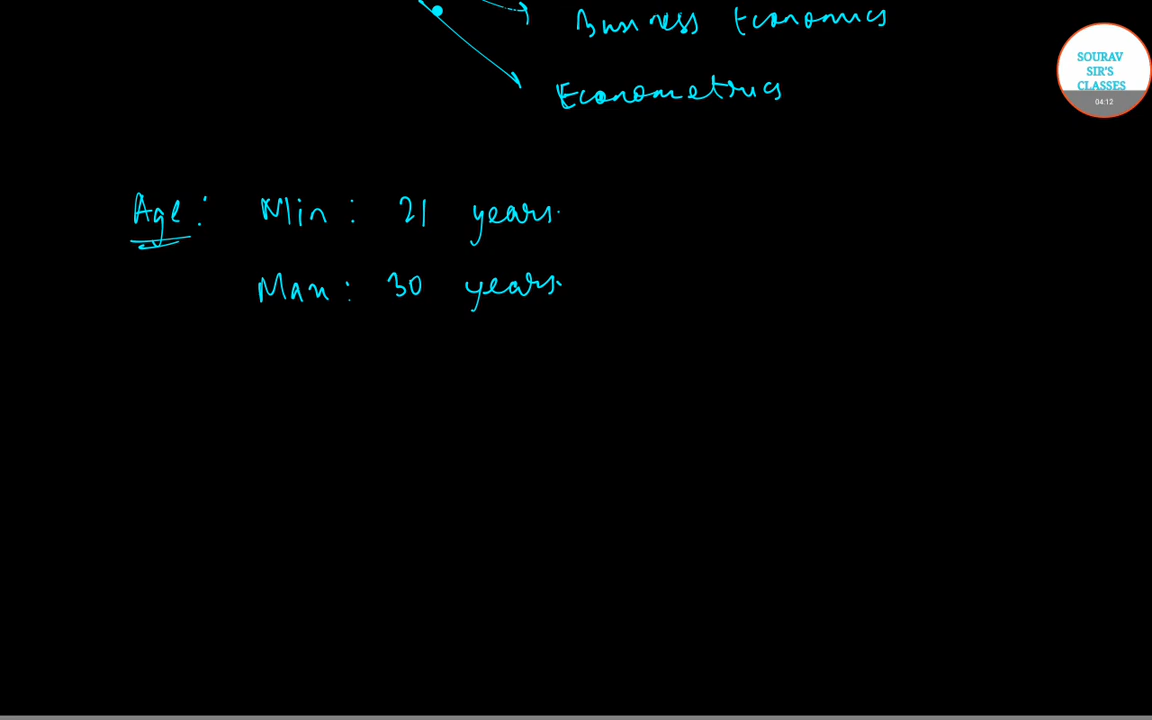 Business Economics
SOURAV
SIR'S
CLASSES
04:12
Econometrics
Age: Min: 21 years.
Max: 30 years.